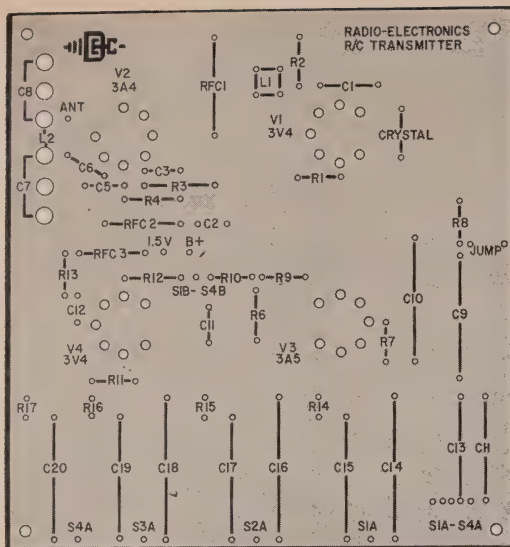 RADIO-ELECTRONICS
R/C TRANSMITTER
C-
V2
3A4
RFC1
R2
L1
C1
C8
ANT
L2
V1
3V4
CRYSTAL
C7
C6
C3
C5
R3
R1
R4
RFC2
C2
R8
RFC3
1.5V
B+
JUMP
R13
R12
R10
R9
S1B-S4B
C10
C9
C12
C11
R6
V4
3V4
V3
3A5
R7
R11
R17
R16
R15
R14
C20
C19
C18
C17
C16
C15
C14
C13
CH
S4A
S3A
S2A
S1A
S1A-S4A